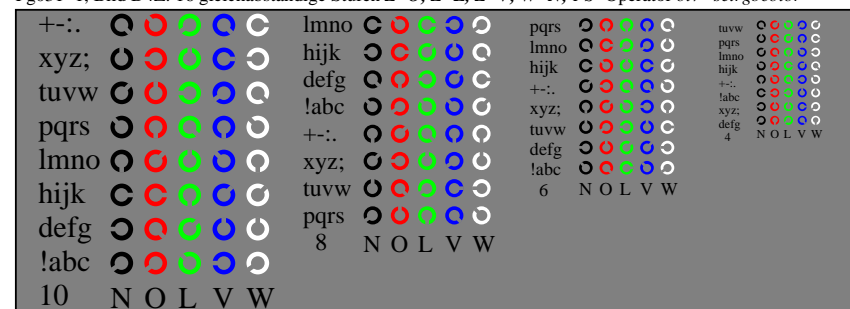 +-:.
xyz;
tuvw
pqrs
lmno
hijk
defg
!abc
10 N O L V W
lmno
hijk
defg
!abc
+-:.
xyz;
tuvw
pqrs
8 N O L V W
pqrs
lmno
hijk
+-:.
xyz;
tuvw
defg
!abc
6 N O L V W
tuvw
pqrs
lmno
hijk
+-:.
!abc
xyz;
defg
4 N O L V W